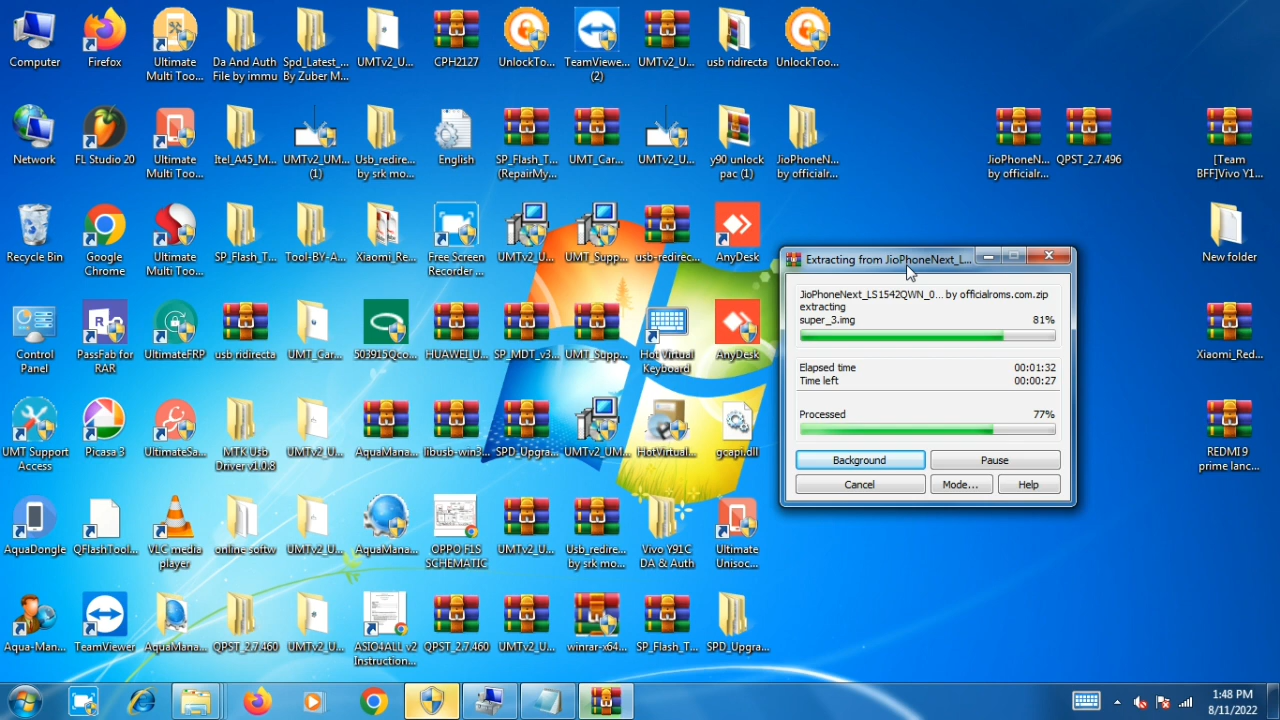 Computer
Firefox
Ultimate
Multi Too...
Da And Auth
File by immu
Spd_Latest_...
By Zuber M...
UMTv2_U...
CPH2127
UnlockTo...
TeamViewe...
(2)
UMTv2_U...
usb ridirecta
UnlockToo...
Network
FL Studio 20
Ultimate
Multi Too...
Itel_A45_M...
UMTv2_UM...
(1)
Usb_redire...
by srk mo...
English
SP_Flash_T...
(RepairMy...
UMT_Car...
UMTv2_U...
y90 unlock
pac (1)
JioPhoneN...
by officialr...
JioPhoneN...
by officialr...
QPST_2.7.496
[Team
BFF]Vivo Y1...
Recycle Bin
Google
Chrome
Ultimate
Multi Too...
SP_Flash_T...
Tool-BY-A...
Xiaomi_Re...
Free Screen
Recorder ...
UMTv2_U...
UMT_Supp...
usb-redirec...
AnyDesk
New folder
Extracting from JioPhoneNext_L...
JioPhoneNext_LS1542QWN_0... by officialroms.com.zip
extracting
super_3.img 81%
Elapsed time 00:01:32
Time left 00:00:27
Processed 77%
Background
Pause
Cancel
Mode...
Help
Control
Panel
PassFab for
RAR
UltimateFRP
usb ridirecta
UMT_Car...
503915Qco...
HUAWEI_U...
SP_MDT_v3...
UMT_Supp...
Hot Virtual
Keyboard
AnyDesk
Xiaomi_Red...
UMT Support
Access
Picasa 3
UltimateSa...
MTK Usb
Driver v1.0.8
UMTv2_U...
AquaMana...
libusb-win3...
SPD_Upgra...
UMTv2_UM...
HotVirtual...
gcapi.dll
REDMI 9
prime lanc...
AquaDongle
QFlashTool...
VLC media
player
online softw
UMTv2_U...
AquaMana...
OPPO F1S
SCHEMATIC
UMTv2_U...
Usb_redire...
by srk mo...
Vivo Y91C
DA & Auth
Ultimate
Unisoc...
Aqua-Man...
TeamViewer
AquaMana...
QPST_2.7.460
UMTv2_U...
ASIO4ALL v2
Instruction...
QPST_2.7.460
UMTv2_U...
winrar-x64...
SP_Flash_T...
SPD_Upgra...
1:48 PM
8/11/2022